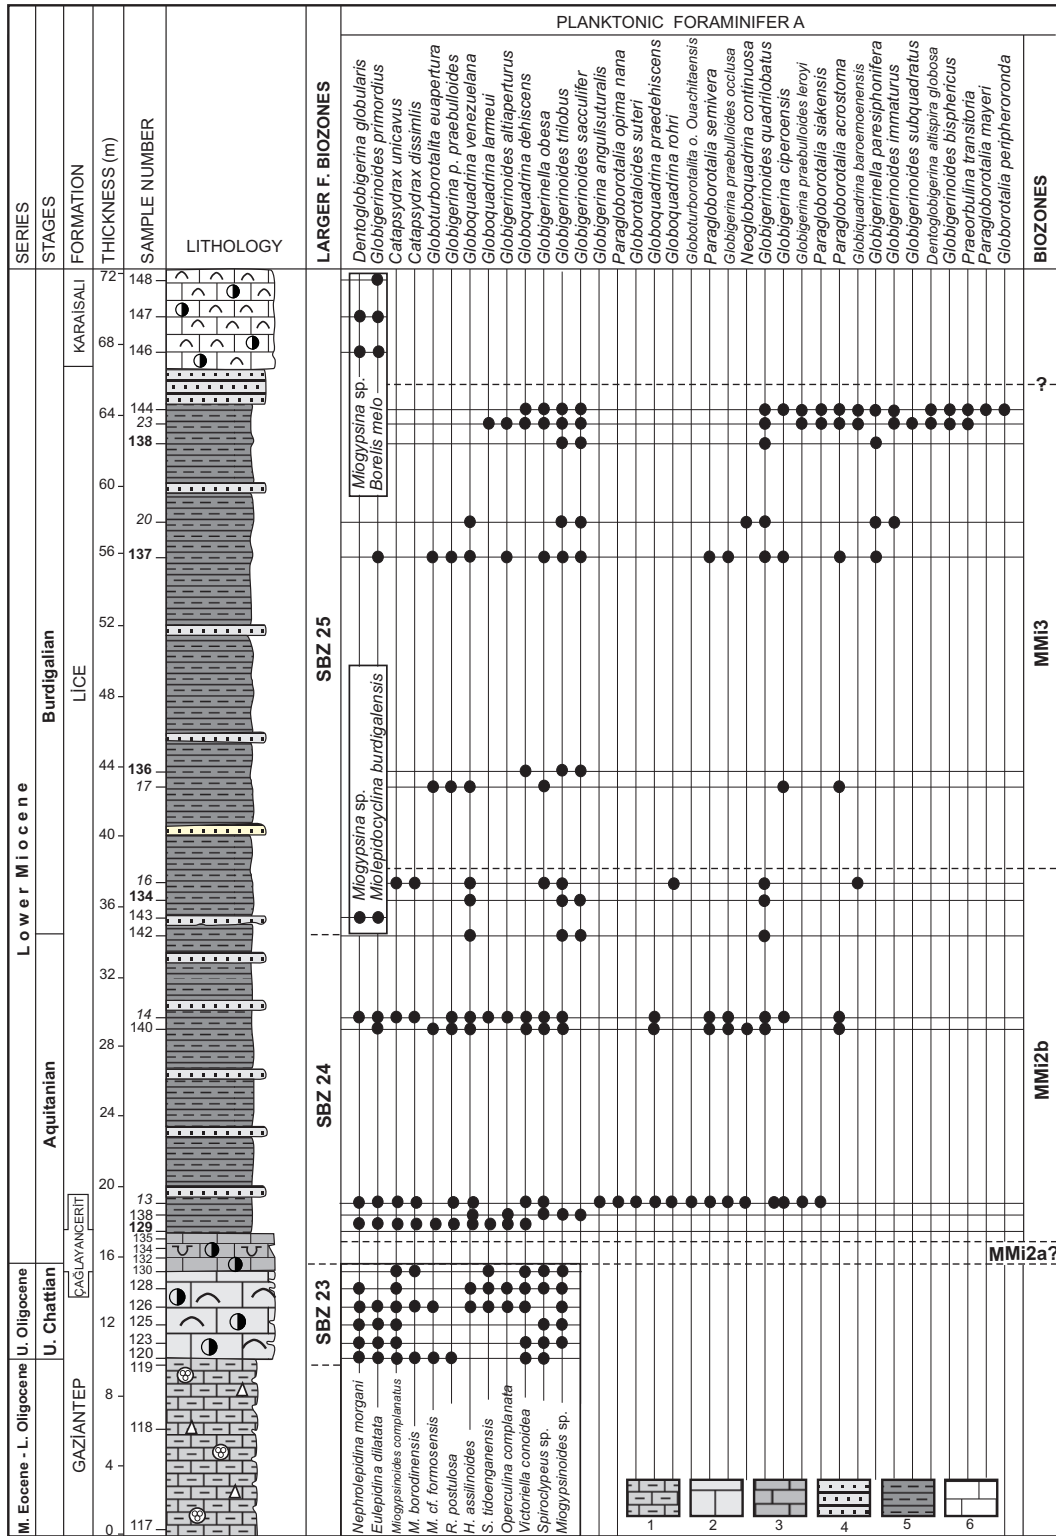 PLANKTONIC FORAMINIFER A
SERIES
STAGES
FORMATION
THICKNESS (m)
SAMPLE NUMBER
LITHOLOGY
LARGER F. BIOZONES
Dentoglobigerina globularis
Globigerinoides primordius
Catapsydrax unicavus
Catapsydrax dissimlis
Globoturborotalita euapertura
Globigerina p. praebulloides
Globoquadrina venezuelana
Globoquadrina larmeui
Globigerinoides altiaperturus
Globoquadrina dehiscens
Globigerinella obesa
Globigerinoides trilobus
Globigerinoides sacculifer
Globigerina angulisuturalis
Paragloborotalia opima nana
Globorotaloides suteri
Globoquadrina praedehiscens
Globoquadrina rohri
Globoturborotallita o. Ouachitaensis
Paragloborotalia semivera
Globigerina praebulloides occlusa
Neogloboquadrina continuosa
Globigerinoides quadrilobatus
Globigerina ciperoensis
Globigerina praebulloides leroyi
Paragloborotalia siakensis
Paragloborotalia acrostoma
Globiquadrina baroemoenensis
Globigerinella paresiphonifera
Globigerinoides immaturus
Globigerinoides subquadratus
Dentoglobigerina altispira globosa
Globigerinoides bisphericus
Praeorbulina transitoria
Paragloborotalia mayeri
Globorotalia peripheroronda
BIOZONES
Lower Miocene
U. Oligocene
M. Eocene - L. Oligocene
Burdigalian
Aquitanian
U. Chattian
KARAİSALI
LİCE
ÇAĞLAYANCERİT
GAZİANTEP
72
68
64
60
56
52
48
44
40
36
32
28
24
20
16
12
8
4
0
148
147
146
144
23
138
20
137
136
17
16
134
143
142
14
140
13
138
129
135
134
132
130
128
126
125
123
120
119
118
117
SBZ 25
SBZ 24
SBZ 23
Miogypsina sp.
Borelis melo
Miogypsina sp.
Miolepidocyclina burdigalensis
?
MMi3
MMi2b
MMi2a?
Nephrolepidina morgani
Eulepidina dilatata
Miogypsinoides complanatus
M. borodinensis
M. cf. formosensis
R. postulosa
H. assilinoides
S. tidoenganensis
Operculina complanata
Victoriella conoidea
Spiroclypeus sp.
Miogypsinoides sp.
1
2
3
4
5
6